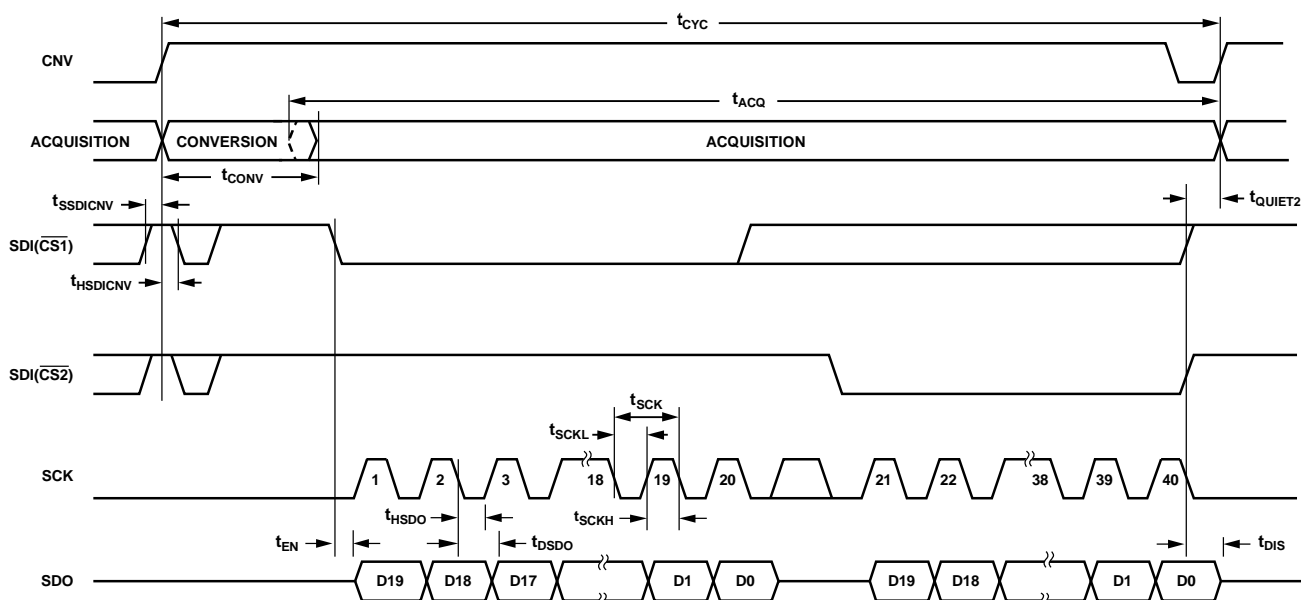 tCYC
CNV
tACQ
ACQUISITION
CONVERSION
ACQUISITION
tCONV
tSSDICNV
tQUIET2
SDI(CS1)
tHSDICNV
SDI(CS2)
tSCK
tSCKL
SCK
1 2 3 18 19 20 21 22 38 39 40
tHSDO
tSCKH
tEN
tDSDO
tDIS
SDO
D19 D18 D17 D1 D0 D19 D18 D1 D0